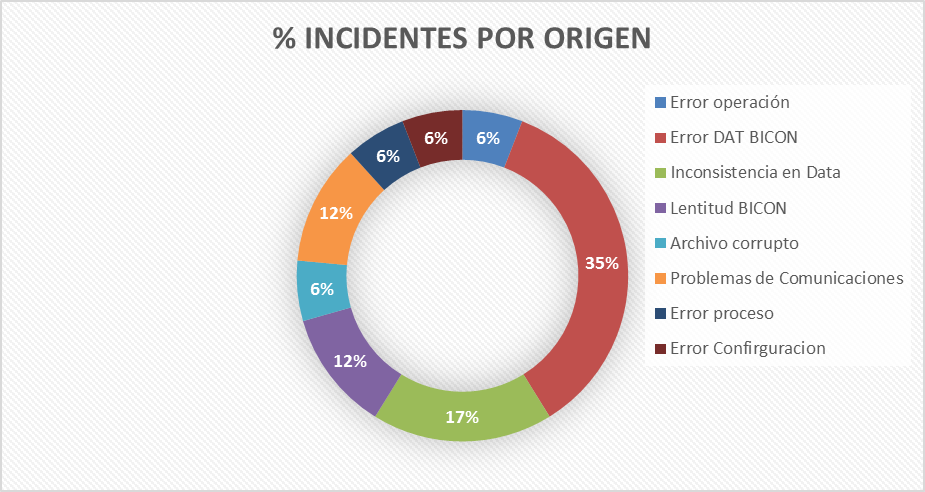 % INCIDENTES POR ORIGEN
6%
35%
17%
12%
6%
12%
6%
6%
Error operación
Error DAT BICON
Inconsistencia en Data
Lentitud BICON
Archivo corrupto
Problemas de Comunicaciones
Error proceso
Error Confirguracion